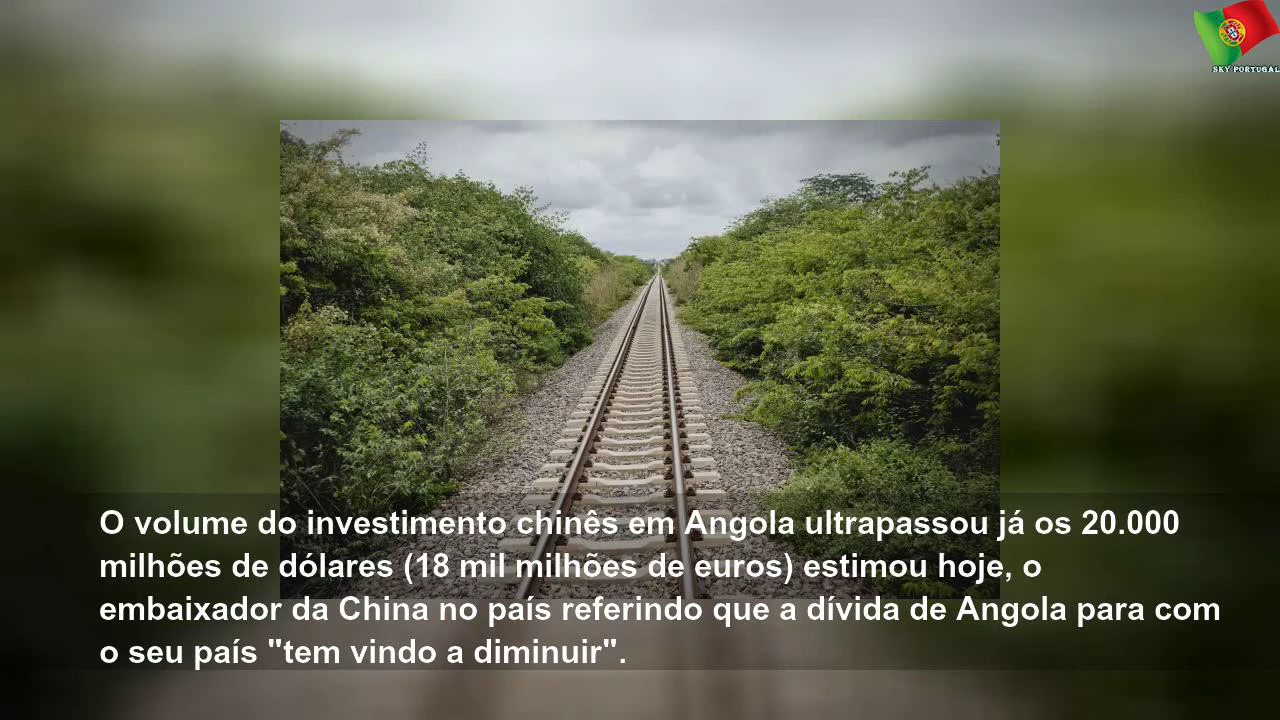 SKY PORTUGAL
O volume do investimento chinês em Angola ultrapassou já os 20.000
milhões de dólares (18 mil milhões de euros) estimou hoje, o
embaixador da China no país referindo que a dívida de Angola para com
o seu país "tem vindo a diminuir".